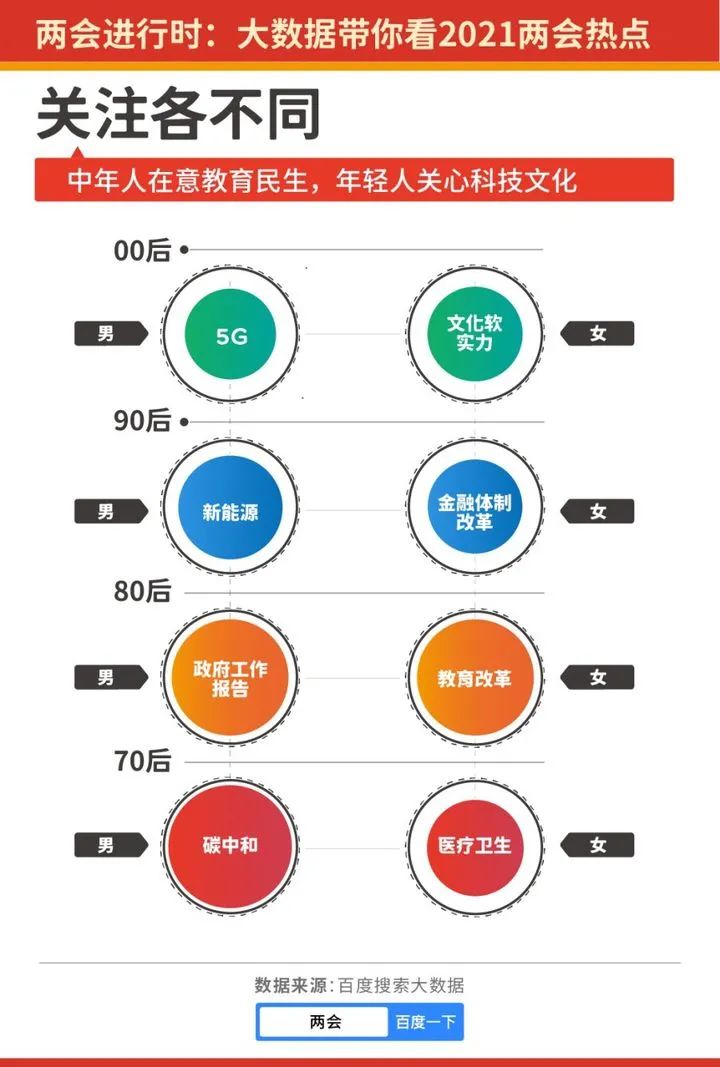 两会进行时：大数据带你看2021两会热点
关注各不同
中年人在意教育民生，年轻人关心科技文化
00后
男
5G
文化软
实力
女
90后
男
新能源
金融体制
改革
女
80后
男
政府工作
报告
教育改革
女
70后
男
碳中和
医疗卫生
女
数据来源：百度搜索大数据
两会
百度一下